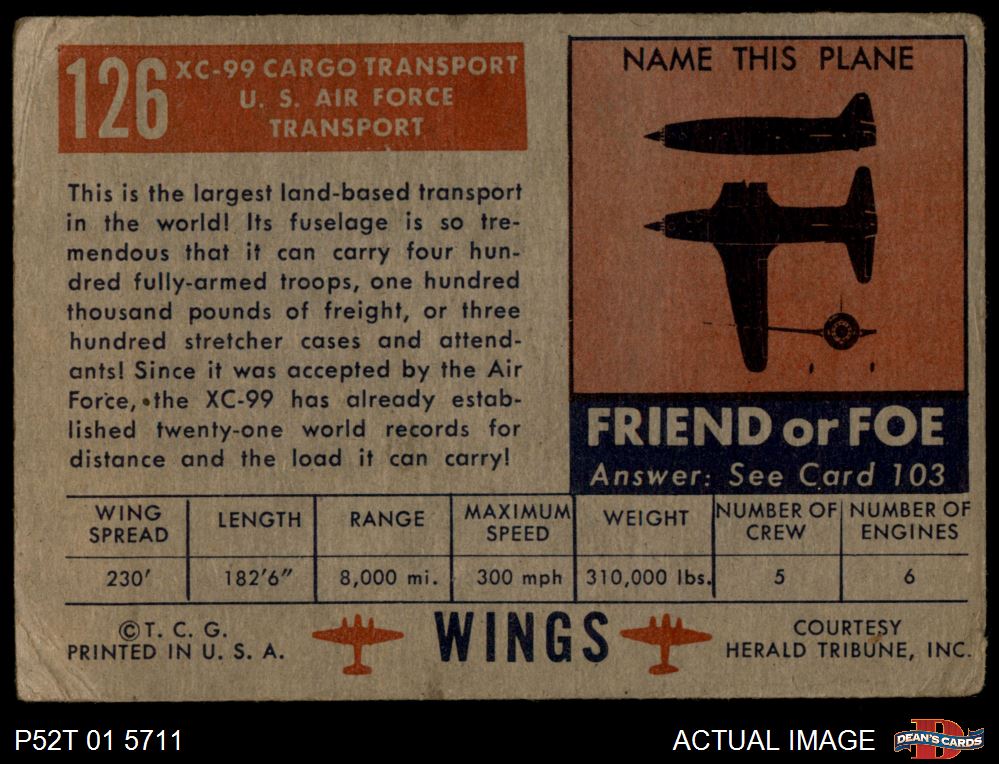 126
XC-99 CARGO TRANSPORT
U. S. AIR FORCE
TRANSPORT
This is the largest land-based transport
in the world! Its fuselage is so tre-
mendous that it can carry four hun-
dred fully-armed troops, one hundred
thousand pounds of freight, or three
hundred stretcher cases and attend-
ants! Since it was accepted by the Air
Force, the XC-99 has already estab-
lished twenty-one world records for
distance and the load it can carry!
NAME THIS PLANE
FRIEND or FOE
Answer: See Card 103
WING SPREAD LENGTH RANGE MAXIMUM SPEED WEIGHT NUMBER OF CREW NUMBER OF ENGINES
230' 182'6" 8,000 mi. 300 mph 310,000 lbs. 5 6
©T. C. G.
PRINTED IN U. S. A.
WINGS
COURTESY
HERALD TRIBUNE, INC.
P52T 01 5711
ACTUAL IMAGE
D
DEAN'S CARDS